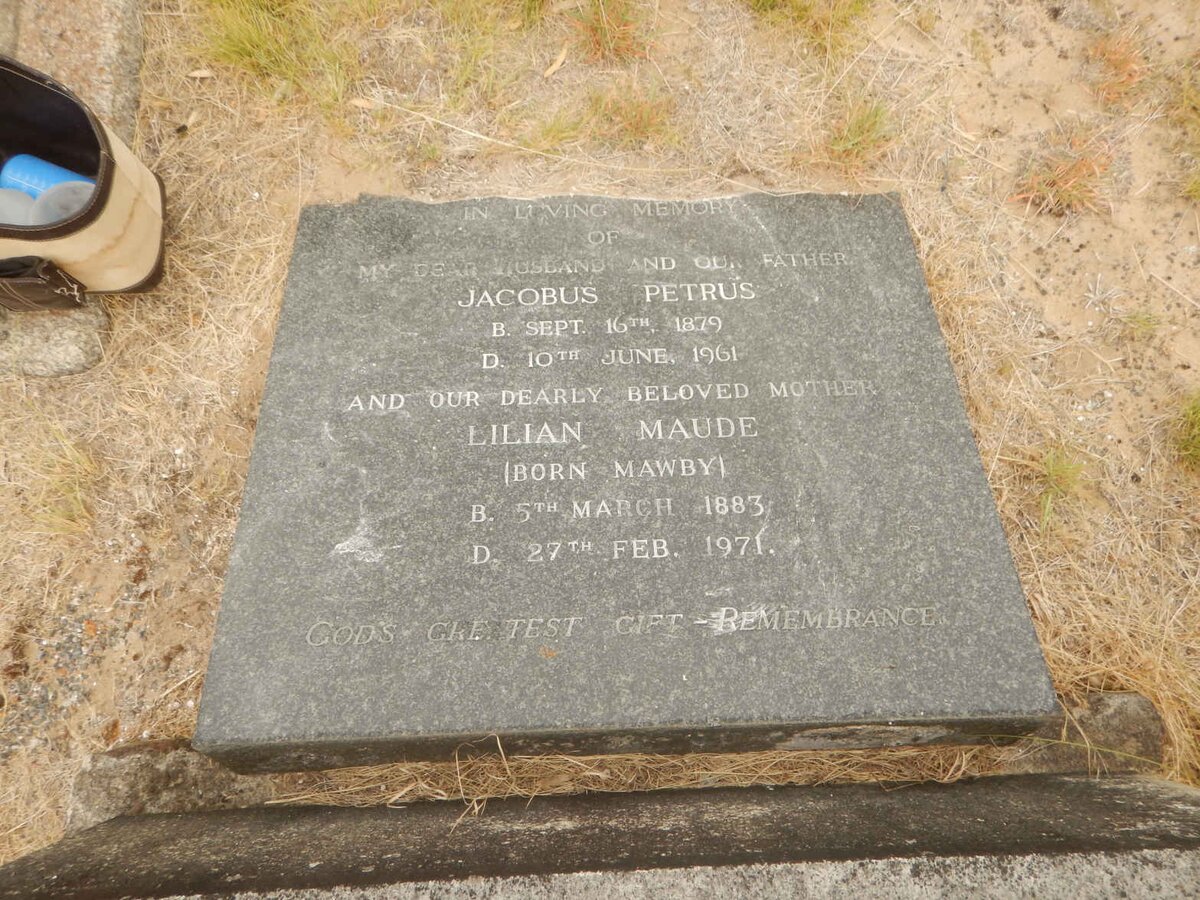 IN LOVING MEMORY
OF
MY DEAR HUSBAND AND OUR FATHER
JACOBUS PETRUS
B. SEPT. 16TH, 1879
D. 10TH JUNE, 1961
AND OUR DEARLY BELOVED MOTHER
LILIAN MAUDE
(BORN MAWBY)
B. 5TH MARCH 1883
D. 27TH FEB. 1971.
GOD'S GREATEST GIFT - REMEMBRANCE.